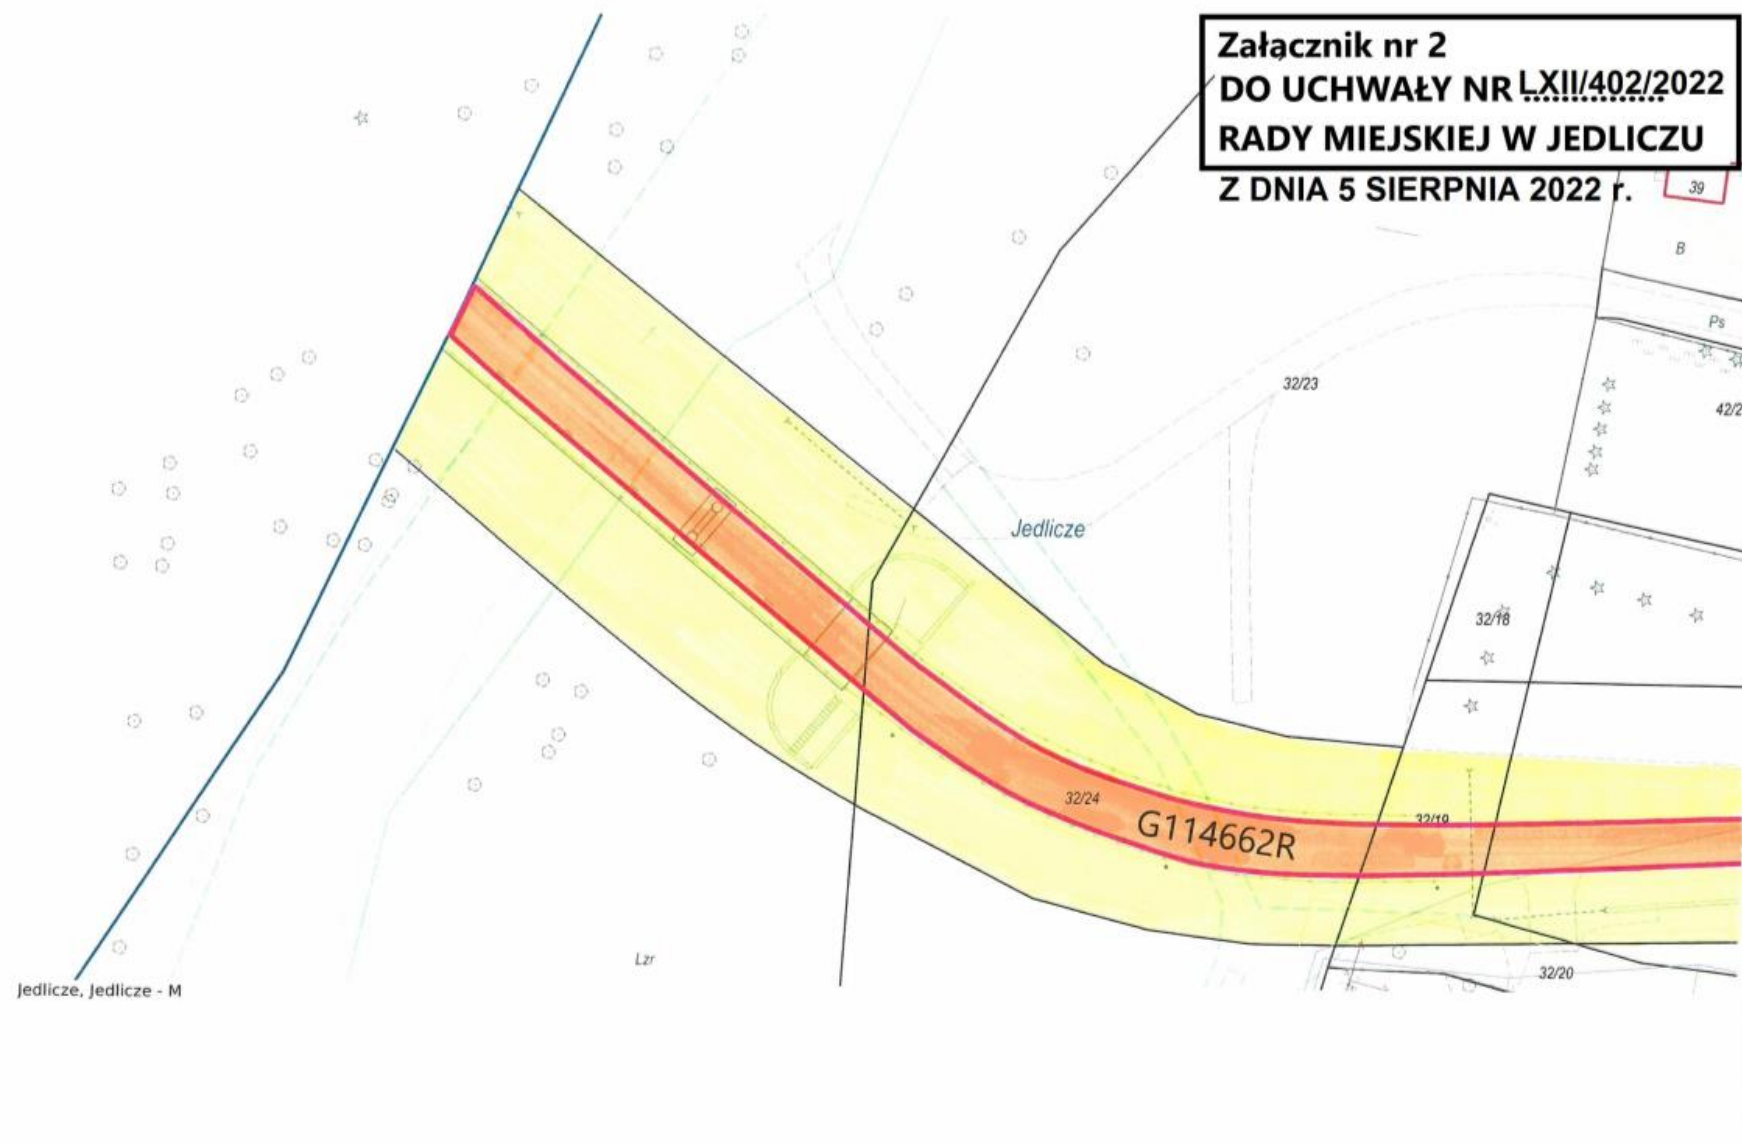 Załącznik nr 2
DO UCHWAŁY NR LXII/402/2022
RADY MIEJSKIEJ W JEDLICZU
Z DNIA 5 SIERPNIA 2022 r.
39
B
Ps
32/23
42/2
Jedlicze
32/18
32/24
G114662R
32/19
Lzr
32/20
Jedlicze, Jedlicze - M